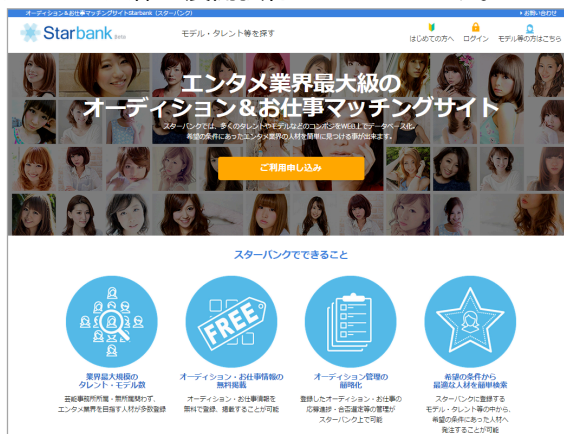 オーディション&お仕事マッチングサイトStarbank（スターバンク）
お問い合わせ
Starbank Beta
モデル・タレント等を探す
はじめての方へ
ログイン
モデル等の方はこちら
エンタメ業界最大級の
オーディション&お仕事マッチングサイト
スターバンクでは、多くのタレントやモデルなどのコンポジをWEB上でデータベース化。
希望の条件にあったエンタメ業界の人材を簡単に見つける事が出来ます。
ご利用申し込み
スターバンクでできること
FREE
業界最大規模の
タレント・モデル数
芸能事務所所属・無所属問わず、
エンタメ業界を目指す人材が多数登録
オーディション・お仕事情報の
無料掲載
オーディション・お仕事情報を
無料で登録、掲載することが可能
オーディション管理の
簡略化
登録したオーディション・お仕事の
応募進捗・合否選定等の管理が
スターバンク上で可能
希望の条件から
最適な人材を簡単検索
スターバンクに登録する
モデル・タレント等の中から、
希望の条件にあった人材へ
発注することが可能